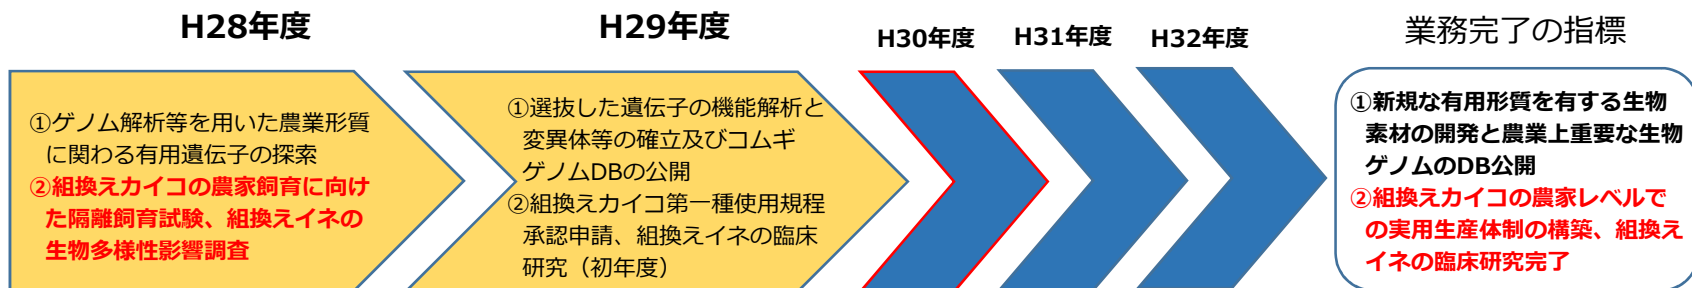 H28年度
H29年度
H30年度
H31年度
H32年度
業務完了の指標
①ゲノム解析等を用いた農業形質
に関わる有用遺伝子の探索
②組換えカイコの農家飼育に向け
た隔離飼育試験、組換えイネの
生物多様性影響調査
①選抜した遺伝子の機能解析と
変異体等の確立及びコムギ
ゲノムDBの公開
②組換えカイコ第一種使用規程
承認申請、組換えイネの臨床
研究（初年度）
①新規な有用形質を有する生物
素材の開発と農業上重要な生物
ゲノムのDB公開
②組換えカイコの農家レベルで
の実用生産体制の構築、組換え
イネの臨床研究完了